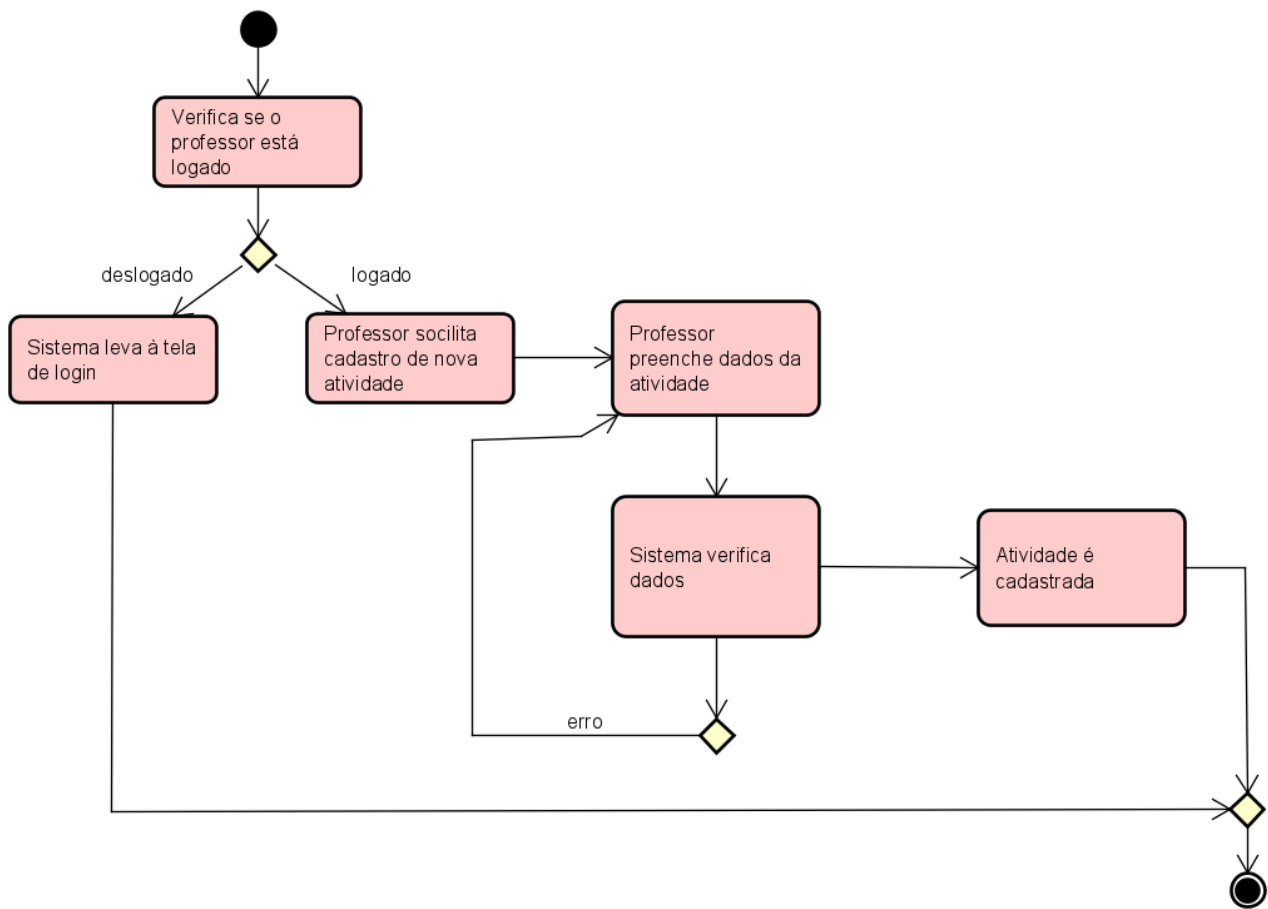 Verifica se o
professor está
logado
deslogado
logado
Sistema leva à tela
de login
Professor socilita
cadastro de nova
atividade
Professor
preenche dados da
atividade
Sistema verifica
dados
Atividade é
cadastrada
erro